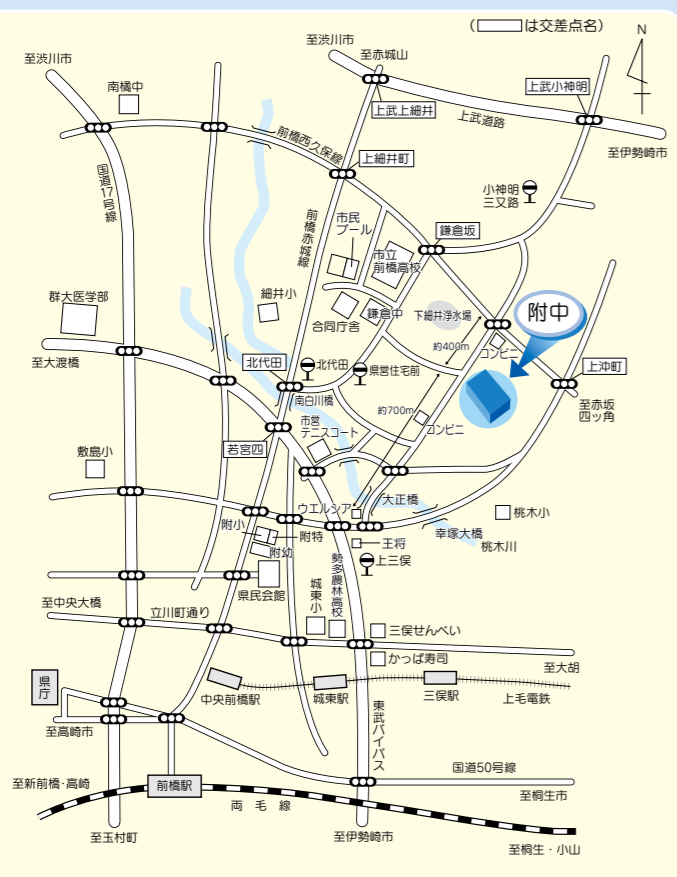 (　　は交差点名)
N
至渋川市
至赤城山
至渋川市
南橘中
上武上細井
上武小神明
上武道路
至伊勢崎市
前橋西久保線
上細井町
国道17号線
小神明
三又路
前橋赤城線
市民
プール
市立
前橋高校
鎌倉坂
群大医学部
細井小
合同庁舎
鎌倉中
下細井浄水場
附中
約400m
コンビニ
上沖町
至大渡橋
北代田
北代田
県営住宅前
南白川橋
至赤坂
四ッ角
約700m
コンビニ
市営
テニスコート
若宮四
敷島小
ウエルシア
大正橋
桃木小
幸塚大橋
桃木川
附小
附特
附幼
王将
上三俣
県民会館
城東小
勢多農林高校
至中央大橋
立川町通り
三俣せんべい
かっぱ寿司
至大胡
県庁
中央前橋駅
城東駅
三俣駅
上毛電鉄
東武バイパス
至高崎市
国道50号線
至新前橋・高崎
前橋駅
両毛線
至桐生市
至玉村町
至伊勢崎市
至桐生・小山